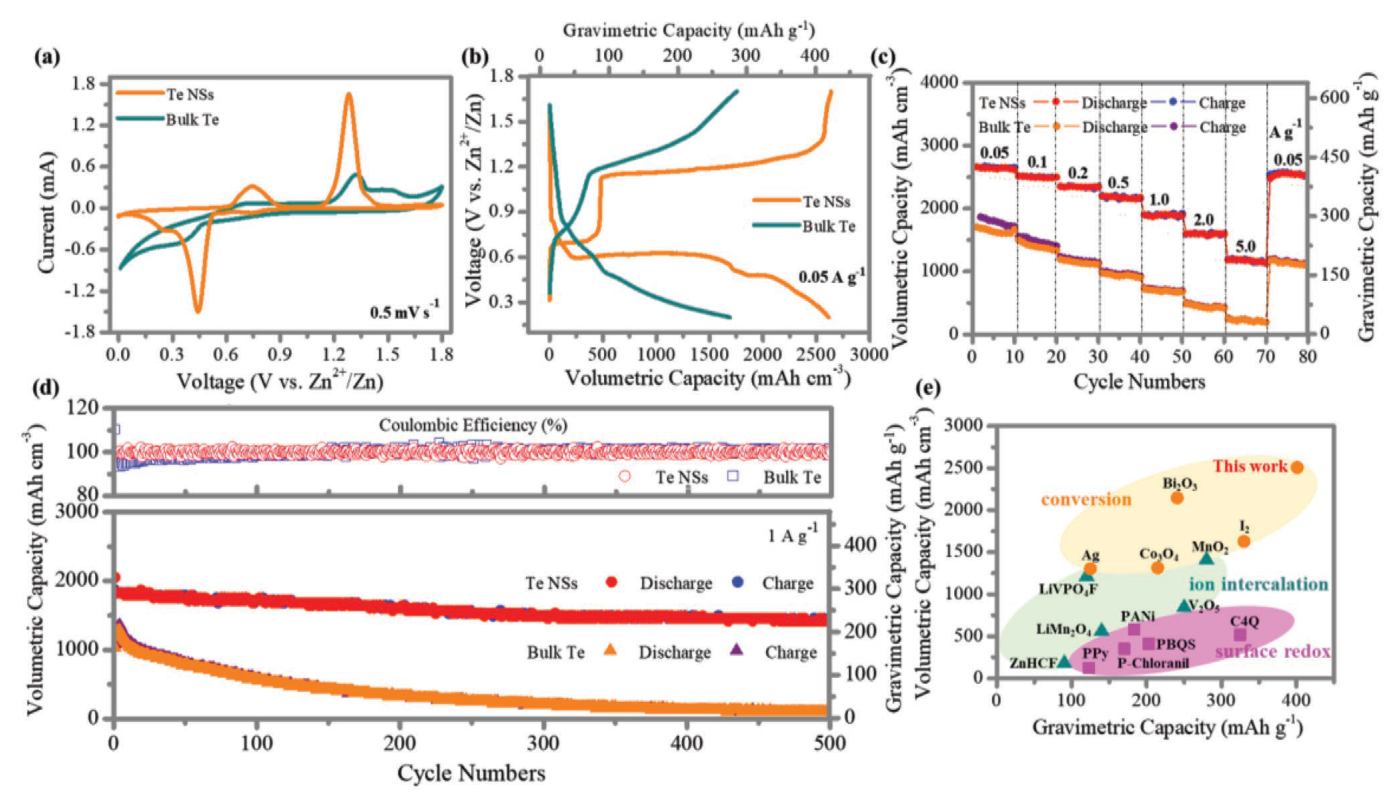 (a)
1.8
1.2
0.6
0.0
-0.6
-1.2
-1.8
Current (mA)
Te NSs
Bulk Te
0.5 mV s-1
0.0 0.3 0.6 0.9 1.2 1.5 1.8
Voltage (V vs. Zn2+/Zn)
(b)
Gravimetric Capacity (mAh g-1)
0 100 200 300 400
1.8
1.5
1.2
0.9
0.6
0.3
Voltage (V vs. Zn2+/Zn)
Te NSs
Bulk Te
0.05 A g-1
0 500 1000 1500 2000 2500 3000
Volumetric Capacity (mAh cm-3)
(c)
4000
3000
2000
1000
0
Volumetric Cpacity (mAh cm-3)
Te NSs Discharge Charge
Bulk Te Discharge Charge
A g-1
0.05 0.1 0.2 0.5 1.0 2.0 5.0 0.05
600
450
300
150
0
Gravimetric Cpacity (mAh g-1)
0 10 20 30 40 50 60 70 80
Cycle Numbers
(d)
120
100
80
Coulombic Efficiency (%)
Te NSs Bulk Te
3000
2000
1000
0
Volumetric Capacity (mAh cm-3)
1 A g-1
Te NSs Discharge Charge
Bulk Te Discharge Charge
400
300
200
100
0
Gravimetric Capacity (mAh g-1)
0 100 200 300 400 500
Cycle Numbers
(e)
3000
2500
2000
1500
1000
500
0
Volumetric Capacity (mAh cm-3)
This work
Bi2O3
conversion
I2
MnO2
Ag
Co3O4
ion intercalation
LiVPO4F
V2O5
PANi
C4Q
LiMn2O4
PBQS
surface redox
PPy
P-Chloranil
ZnHCF
0 100 200 300 400
Gravimetric Capacity (mAh g-1)